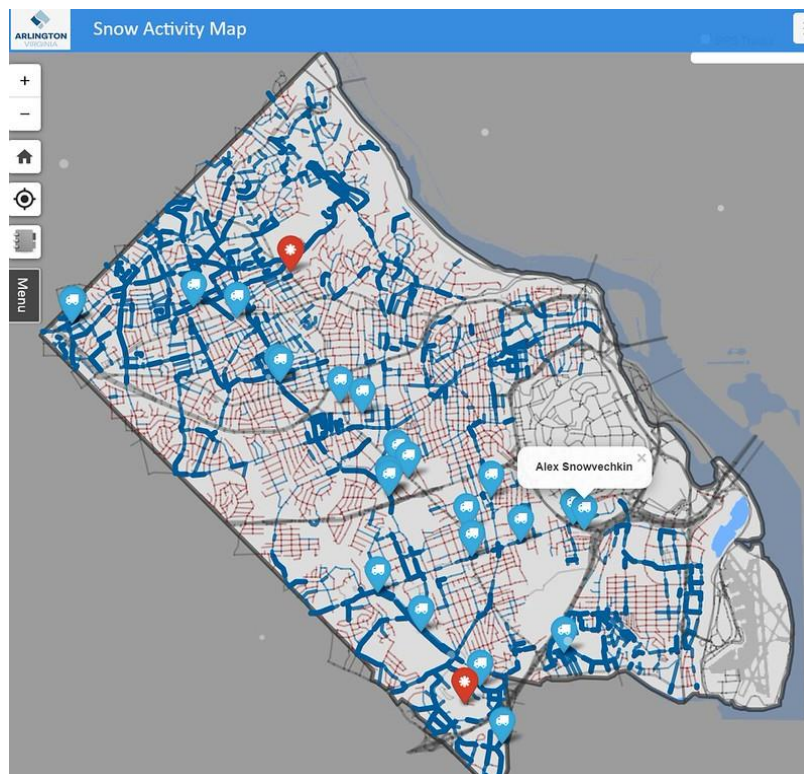 ARLINGTON
VIRGINIA
Snow Activity Map
+
−
Menu
Alex Snowvechkin
×